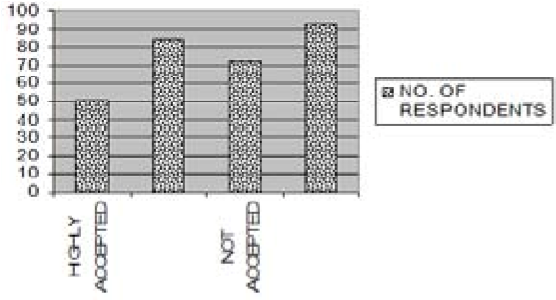 100
90
80
70
60
50
40
30
20
10
0
HIGHLY
ACCEPTED
NOT
ACCEPTED
NO. OF
RESPONDENTS